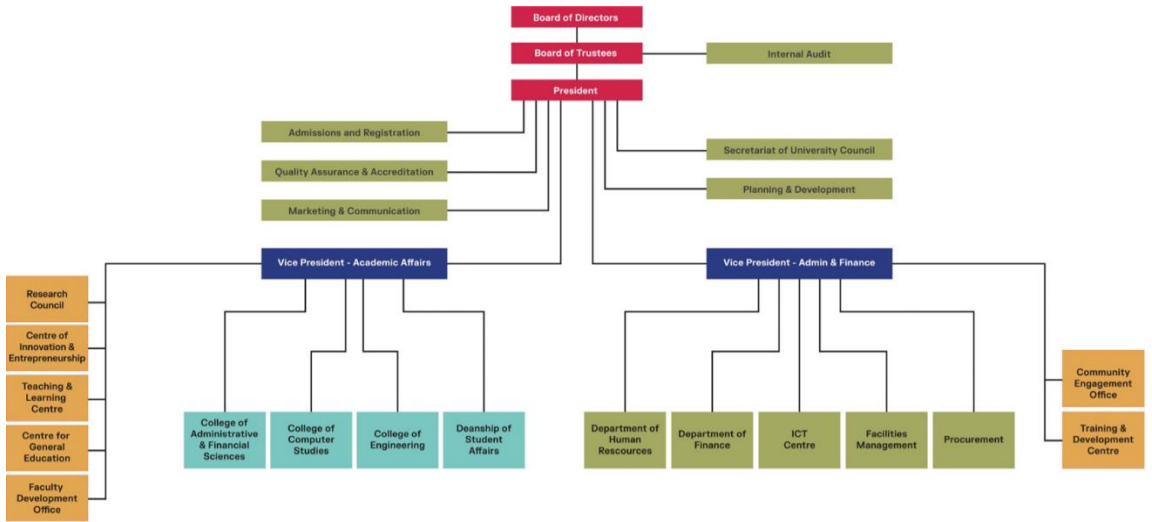 Board of Directors
Board of Trustees
Internal Audit
President
Admissions and Registration
Quality Assurance & Accreditation
Marketing & Communication
Secretariat of University Council
Planning & Development
Vice President - Academic Affairs
Vice President - Admin & Finance
Research
Council
Centre of
Innovation &
Entrepreneurship
Teaching &
Learning
Centre
Centre for
General
Education
Faculty
Development
Office
College of
Administrative
& Financial
Sciences
College of
Computer
Studies
College of
Engineering
Deanship of
Student
Affairs
Department of
Human
Rescources
Department of
Finance
ICT
Centre
Facilities
Management
Procurement
Community
Engagement
Office
Training &
Development
Centre